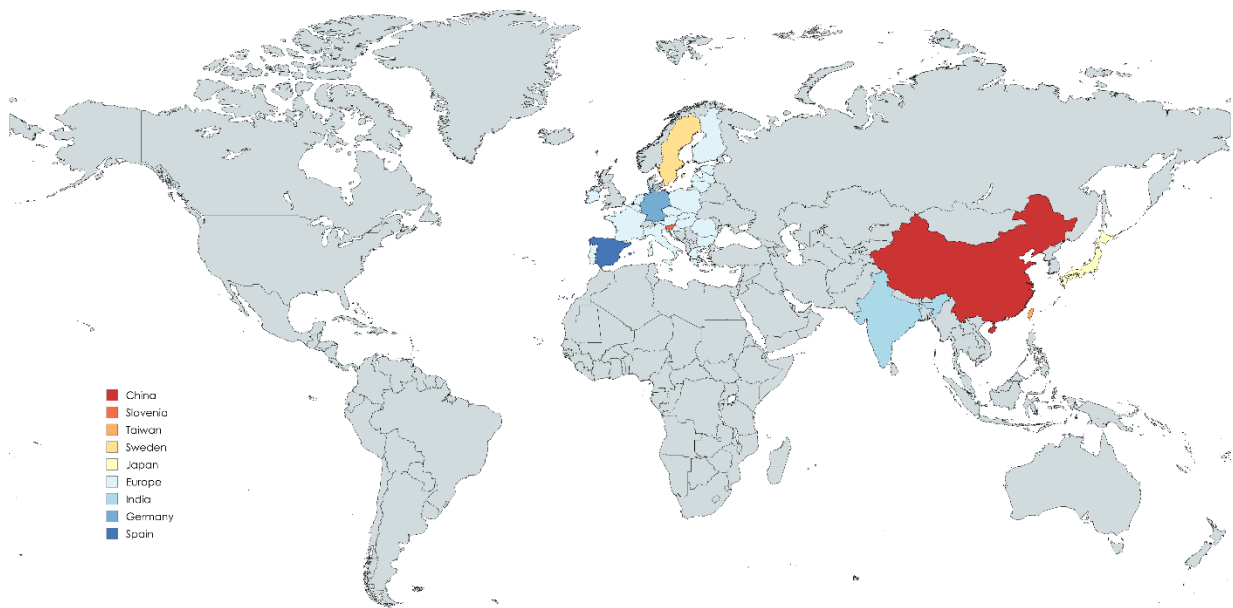 China
Slovenia
Taiwan
Sweden
Japan
Europe
India
Germany
Spain